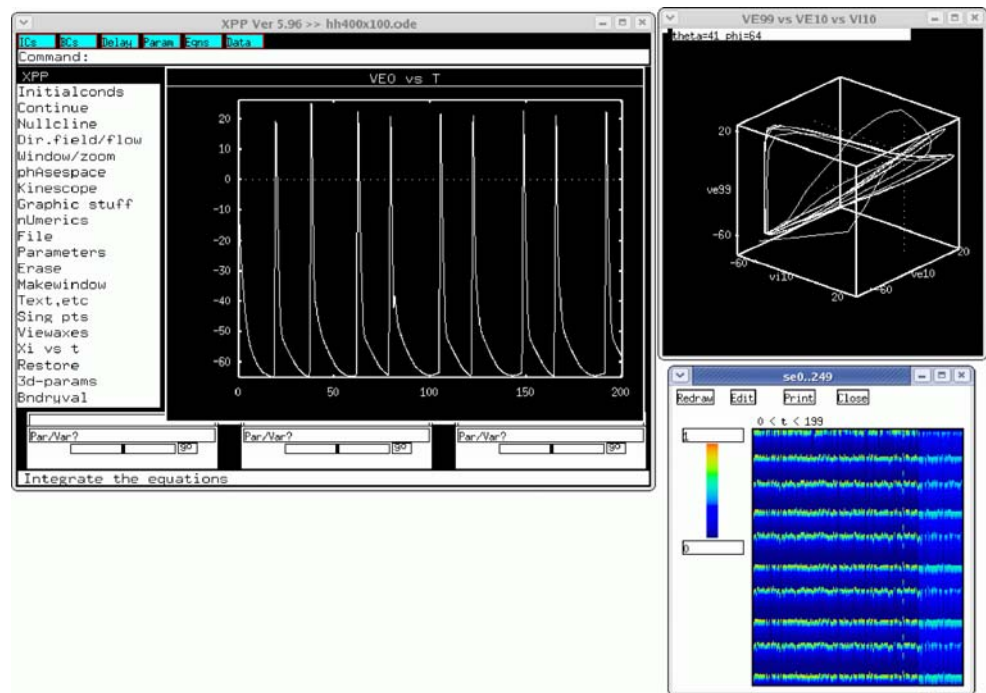 XPP Ver 5.96 >> hh400x100.ode
ICs BCs Delay Param Eqns Data
Command:
XPP
Initialconds
Continue
Nullcline
Dir.field/flow
Window/zoom
phAsespace
Kinescope
Graphic stuff
nUmerics
File
Parameters
Erase
Makewindow
Text,etc
Sing pts
Viewaxes
Xi vs t
Restore
3d-params
Bndryval
VE0 vs T
20
10
0
-10
-20
-30
-40
-50
-60
0 50 100 150 200
Par/Var? Par/Var? Par/Var?
go go go
Integrate the equations
VE99 vs VE10 vs VI10
theta=41 phi=64
20
ve99
-60
-60 vi10 20
-60 ve10 20
se0..249
Redraw Edit Print Close
0 < t < 199
1
0